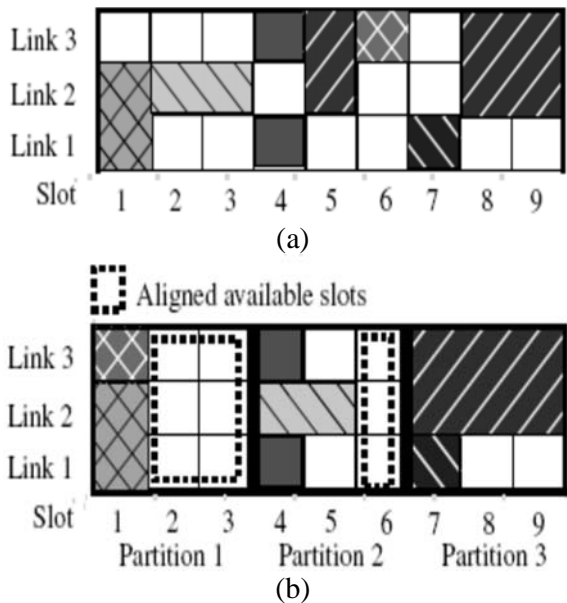 Link 3
Link 2
Link 1
Slot 1 2 3 4 5 6 7 8 9
(a)
Aligned available slots
Link 3
Link 2
Link 1
Slot 1 2 3 4 5 6 7 8 9
Partition 1 Partition 2 Partition 3
(b)